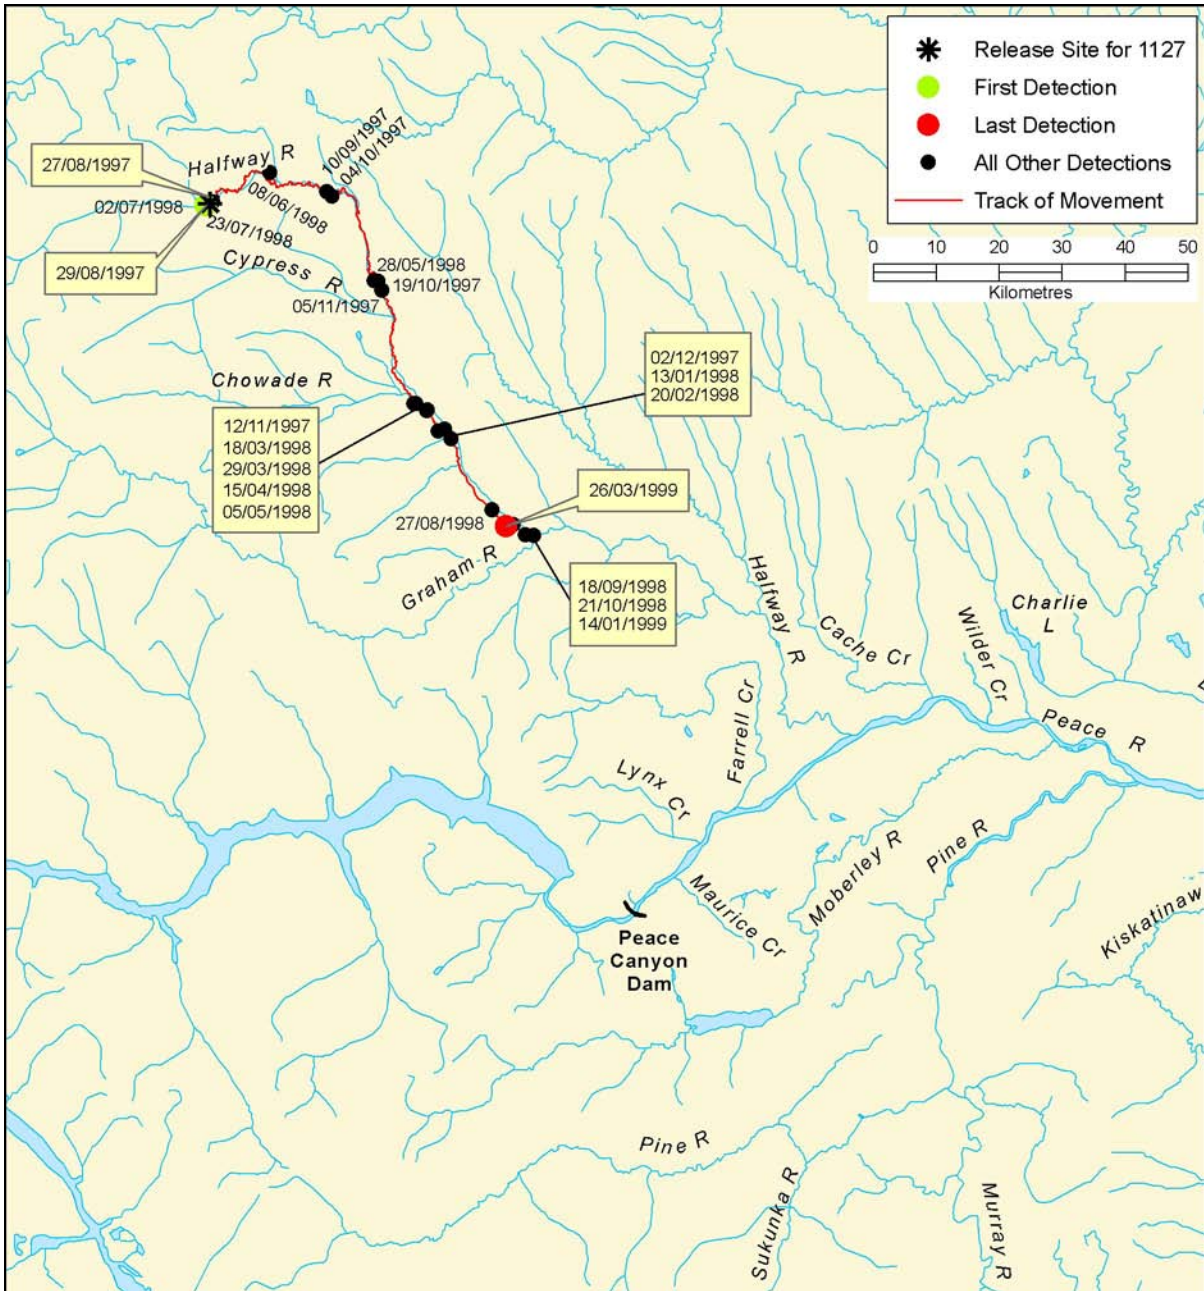 Release Site for 1127
First Detection
Last Detection
All Other Detections
Track of Movement
0 10 20 30 40 50
Kilometres
27/08/1997
Halfway R
10/09/1997
04/10/1997
02/07/1998
08/06/1998
23/07/1998
29/08/1997
Cypress R
28/05/1998
19/10/1997
05/11/1997
Chowade R
02/12/1997
13/01/1998
20/02/1998
12/11/1997
18/03/1998
29/03/1998
15/04/1998
05/05/1998
26/03/1999
27/08/1998
Graham R
18/09/1998
21/10/1998
14/01/1999
Halfway R
Cache Cr
Wilder Cr
Charlie
L
Peace R
Farrell Cr
Lynx Cr
Moberley R
Pine R
Maurice Cr
Kiskatinaw
Peace
Canyon
Dam
Pine R
Sukunka R
Murray R